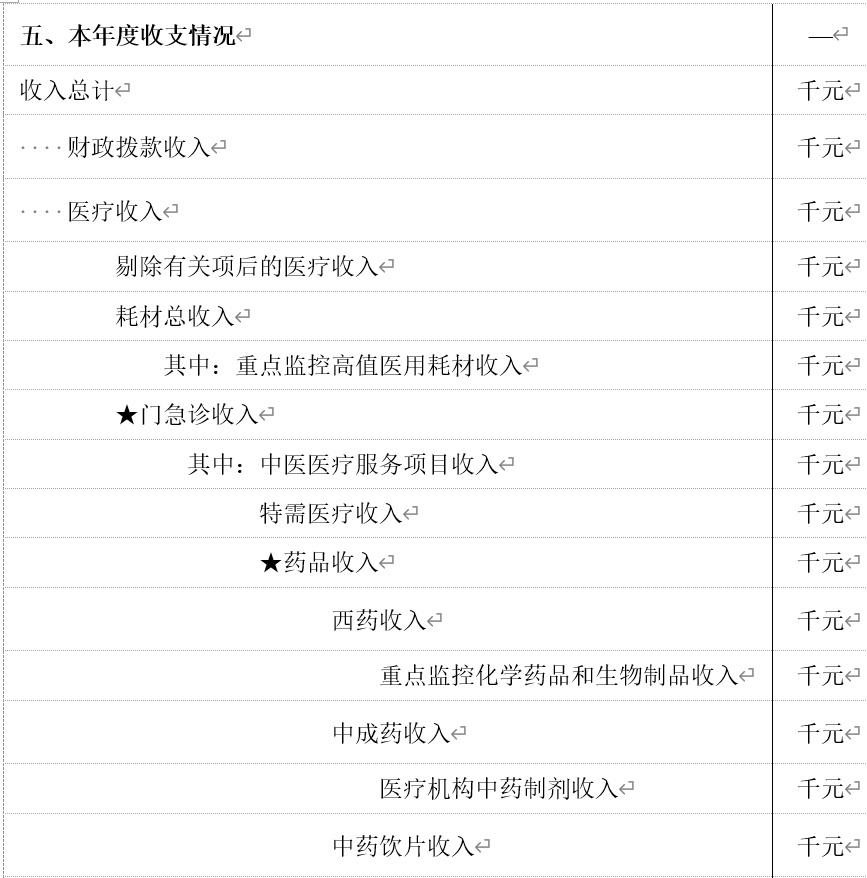 五、本年度收支情况 —
收入总计 千元
财政拨款收入 千元
医疗收入 千元
剔除有关项后的医疗收入 千元
耗材总收入 千元
其中：重点监控高值医用耗材收入 千元
★门急诊收入 千元
其中：中医医疗服务项目收入 千元
特需医疗收入 千元
★药品收入 千元
西药收入 千元
重点监控化学药品和生物制品收入 千元
中成药收入 千元
医疗机构中药制剂收入 千元
中药饮片收入 千元